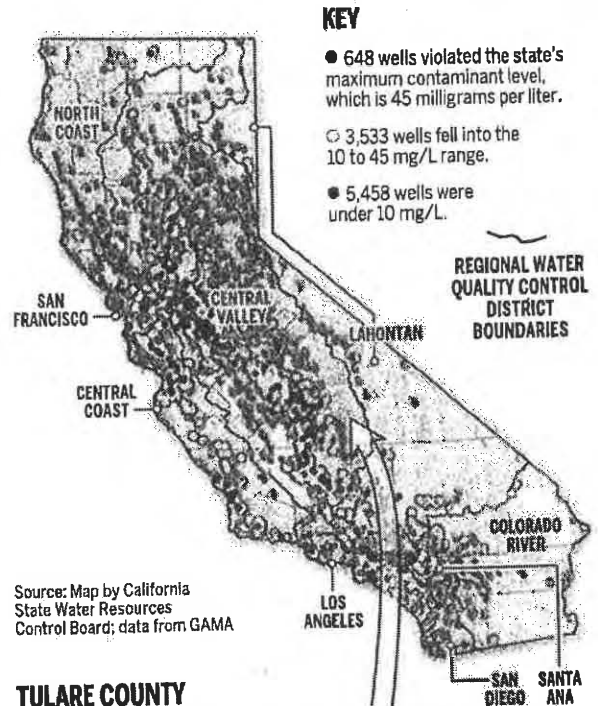 KEY
● 648 wells violated the state's
maximum contaminant level,
which is 45 milligrams per liter.
○ 3,533 wells fell into the
10 to 45 mg/L range.
● 5,458 wells were
under 10 mg/L.
REGIONAL WATER
QUALITY CONTROL
DISTRICT
BOUNDARIES
NORTH
COAST
SAN
FRANCISCO
CENTRAL
VALLEY
LAHONTAN
CENTRAL
COAST
COLORADO
RIVER
LOS
ANGELES
SAN
DIEGO
SANTA
ANA
Source: Map by California
State Water Resources
Control Board; data from GAMA
TULARE COUNTY